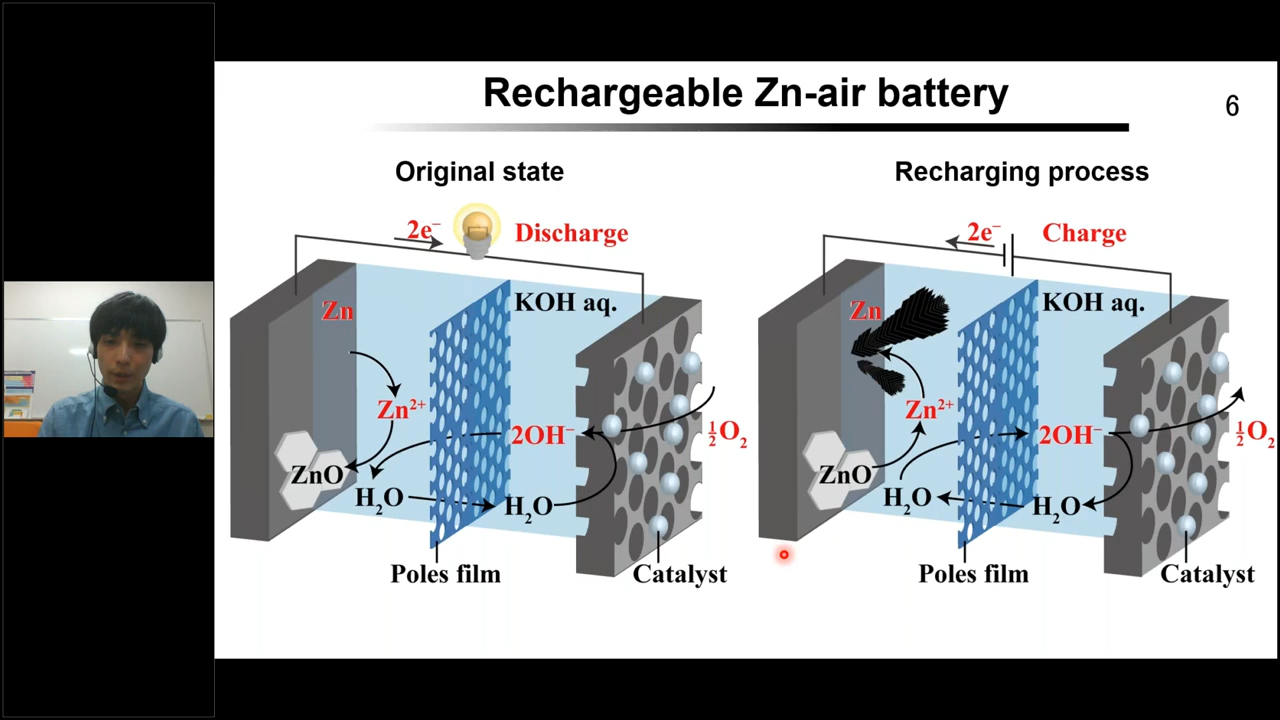 Rechargeable Zn-air battery
6
Original state
2e⁻
Discharge
Zn
KOH aq.
Zn²⁺
2OH⁻
½O₂
ZnO
H₂O
H₂O
Poles film
Catalyst
Recharging process
2e⁻
Charge
Zn
KOH aq.
Zn²⁺
2OH⁻
½O₂
ZnO
H₂O
H₂O
Poles film
Catalyst